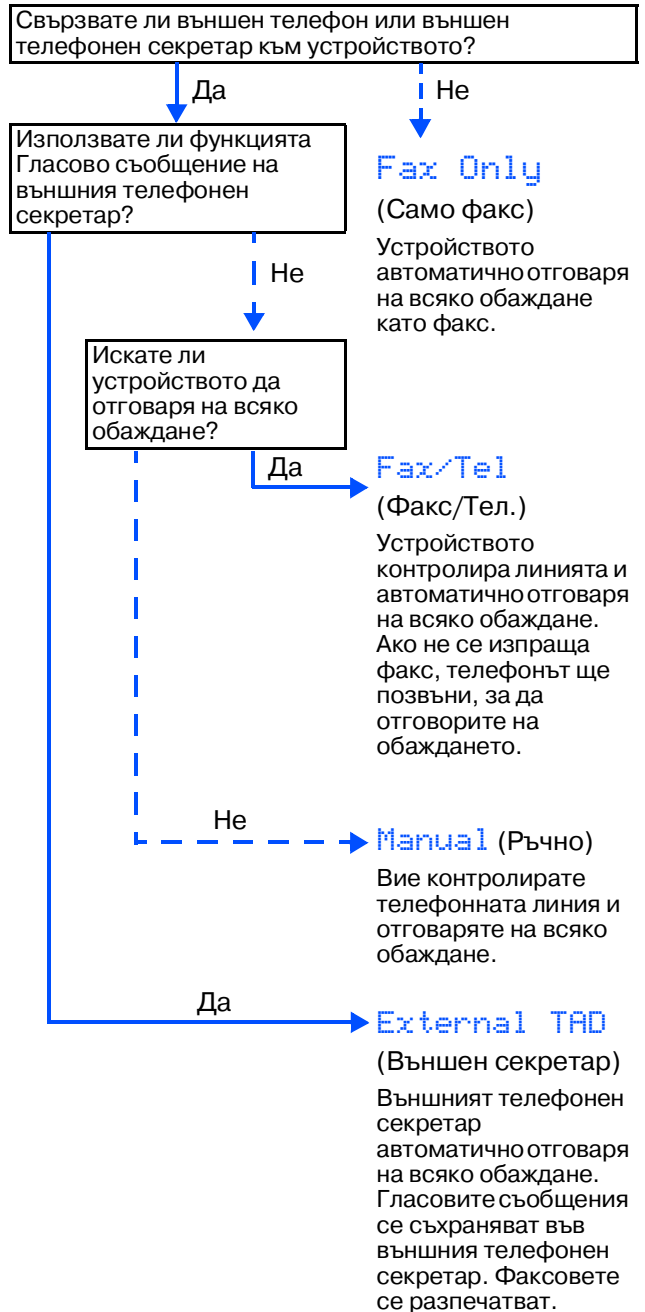 Свързвате ли външен телефон или външен
телефонен секретар към устройството?
Да
Не
Използвате ли функцията
Гласово съобщение на
външния телефонен
секретар?
Fax Only
(Само факс)
Устройството
автоматично отговаря
на всяко обаждане
като факс.
Не
Искате ли
устройството да
отговаря на всяко
обаждане?
Да
Fax/Tel
(Факс/Тел.)
Устройството
контролира линията и
автоматично отговаря
на всяко обаждане.
Ако не се изпраща
факс, телефонът ще
позвъни, за да
отговорите на
обаждането.
Не
Manual (Ръчно)
Вие контролирате
телефонната линия и
отговаряте на всяко
обаждане.
Да
External TAD
(Външен секретар)
Външният телефонен
секретар
автоматично отговаря
на всяко обаждане.
Гласовите съобщения
се съхраняват във
външния телефонен
секретар. Факсовете
се разпечатват.